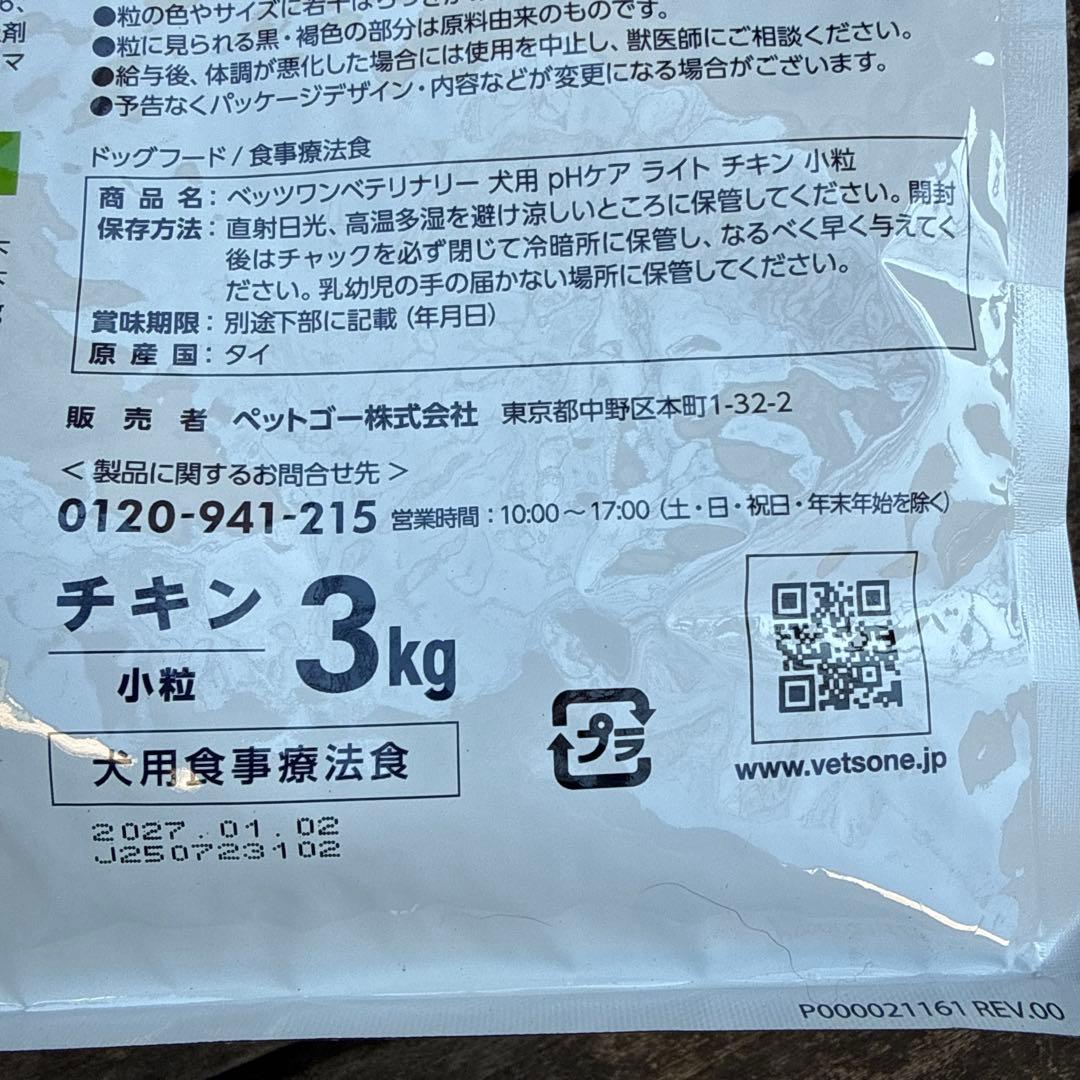 ●粒の色やサイズに若干ばらつきが
●粒に見られる黒・褐色の部分は原料由来のものです。
●給与後、体調が悪化した場合には使用を中止し、獣医師にご相談ください。
●予告なくパッケージデザイン・内容などが変更になる場合がございます。
剤
マ
ドッグフード / 食事療法食
商品名：ベッツワンベテリナリー 犬用 pHケア ライト チキン 小粒
保存方法：直射日光、高温多湿を避け涼しいところに保管してください。開封
後はチャックを必ず閉じて冷暗所に保管し、なるべく早く与えてく
ださい。乳幼児の手の届かない場所に保管してください。
賞味期限：別途下部に記載（年月日）
原産国：タイ
販売者 ペットゴー株式会社 東京都中野区本町1-32-2
＜製品に関するお問合せ先＞
0120-941-215 営業時間：10:00～17:00（土・日・祝日・年末年始を除く）
チキン
小粒
3kg
犬用食事療法食
プラ
www.vetsone.jp
2027.01.02
J250723102
P000021161 REV.00